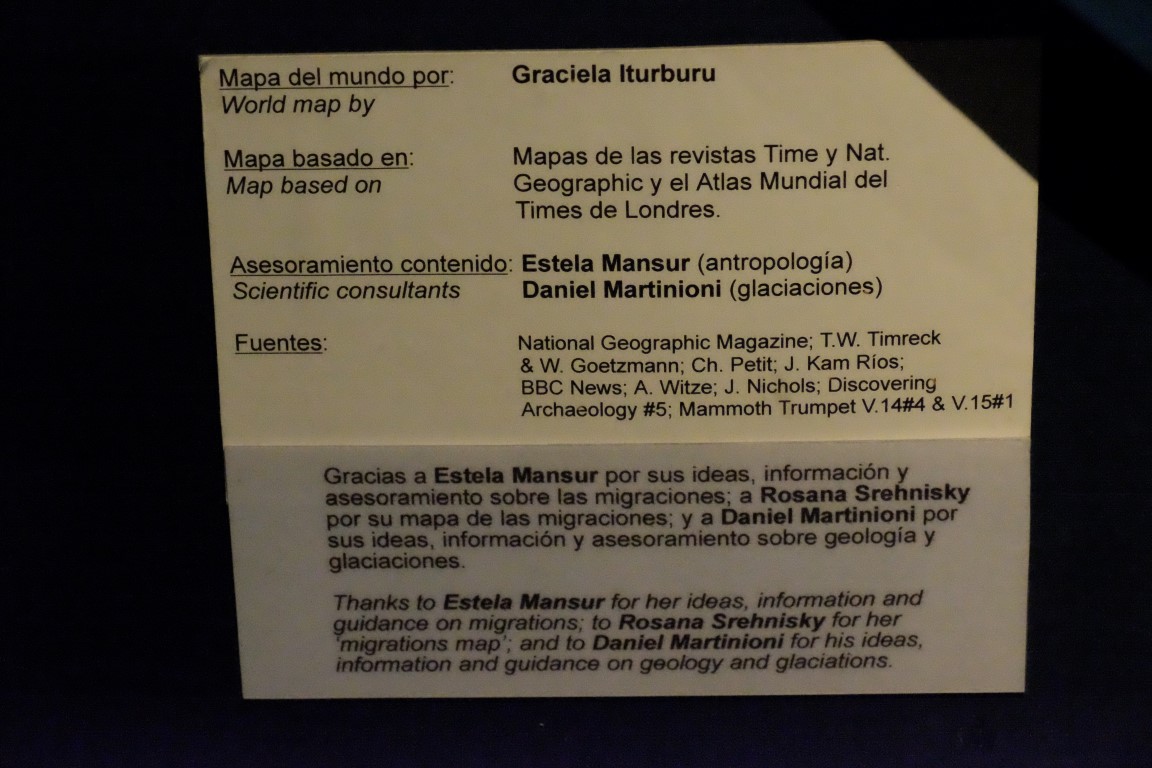 Mapa del mundo por: Graciela Iturburu
World map by
Mapa basado en: Mapas de las revistas Time y Nat.
Map based on Geographic y el Atlas Mundial del
Times de Londres.
Asesoramiento contenido: Estela Mansur (antropología)
Scientific consultants Daniel Martinioni (glaciaciones)
Fuentes: National Geographic Magazine; T.W. Timreck
& W. Goetzmann; Ch. Petit; J. Kam Ríos;
BBC News; A. Witze; J. Nichols; Discovering
Archaeology #5; Mammoth Trumpet V.14#4 & V.15#1
Gracias a Estela Mansur por sus ideas, información y
asesoramiento sobre las migraciones; a Rosana Srehnisky
por su mapa de las migraciones; y a Daniel Martinioni por
sus ideas, información y asesoramiento sobre geología y
glaciaciones.
Thanks to Estela Mansur for her ideas, information and
guidance on migrations; to Rosana Srehnisky for her
'migrations map'; and to Daniel Martinioni for his ideas,
information and guidance on geology and glaciations.